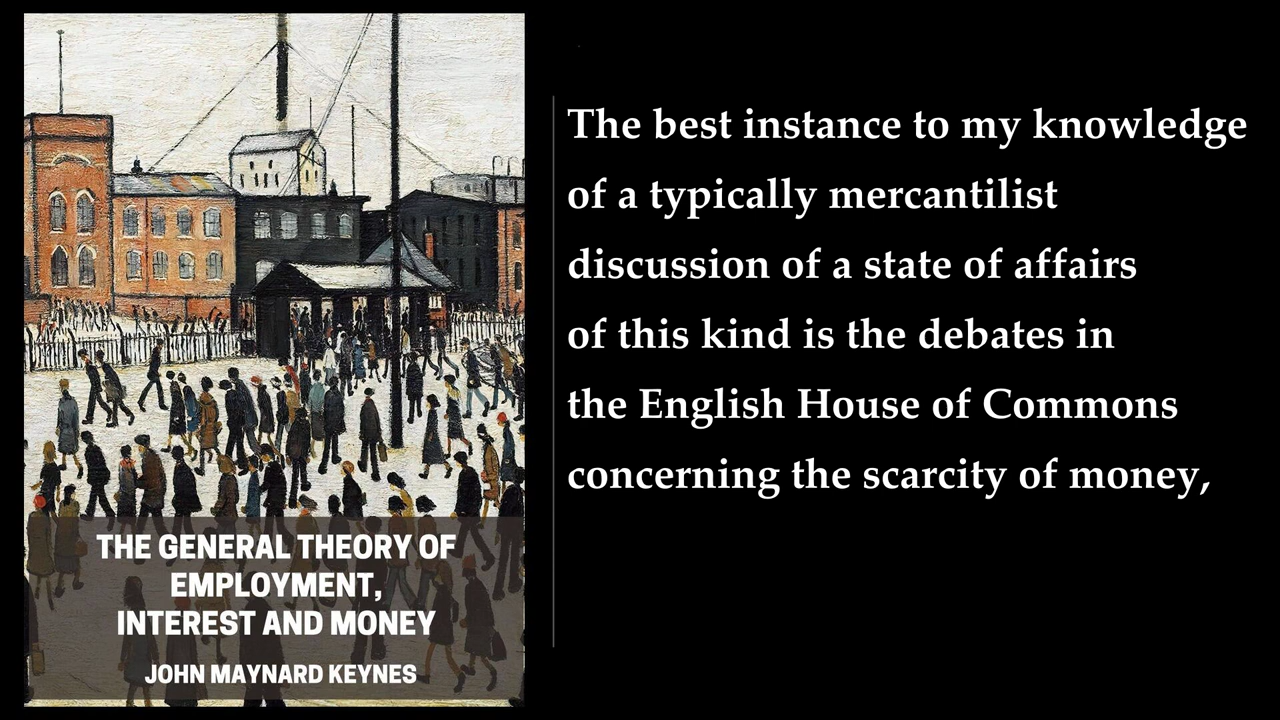 THE GENERAL THEORY OF
EMPLOYMENT,
INTEREST AND MONEY
JOHN MAYNARD KEYNES
The best instance to my knowledge
of a typically mercantilist
discussion of a state of affairs
of this kind is the debates in
the English House of Commons
concerning the scarcity of money,